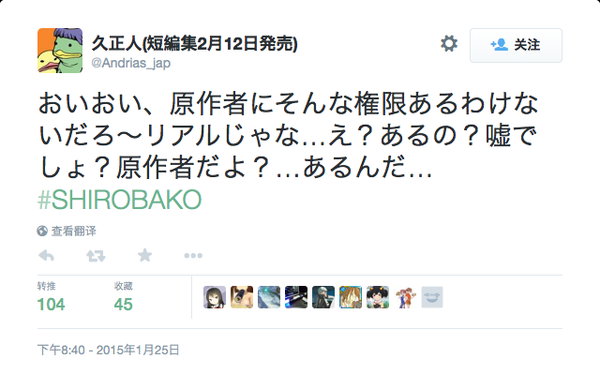 久正人(短編集2月12日発売)
@Andrias_jap
关注
おいおい、原作者にそんな権限あるわけな
いだろ〜リアルじゃな…え？あるの？嘘で
しょ？原作者だよ？…あるんだ…
#SHIROBAKO
查看翻译
转推 收藏
104 45
下午8:40 - 2015年1月25日